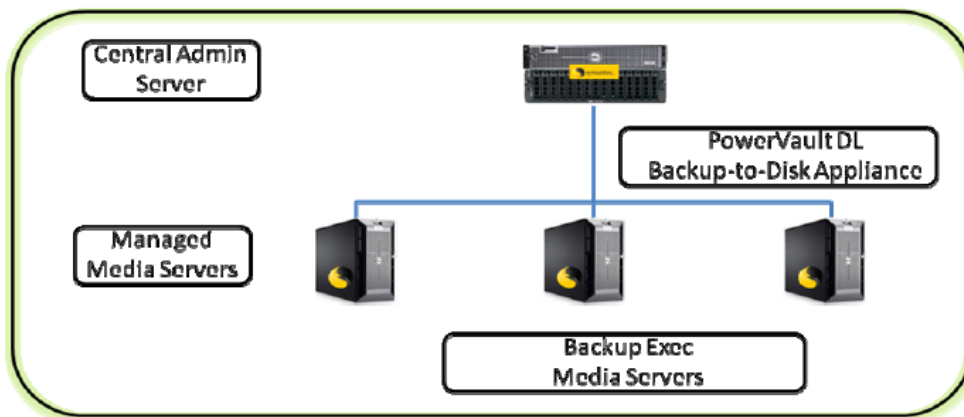 Central Admin
Server
PowerVault DL
Backup-to-Disk Appliance
Managed
Media Servers
Backup Exec
Media Servers